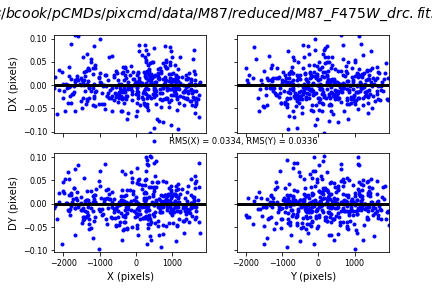 s/bcook/pCMDs/pixcmd/data/M87/reduced/M87_F475W_drc.fit
0.10
0.05
0.00
−0.05
−0.10
DX (pixels)
RMS(X) = 0.0334, RMS(Y) = 0.0336
0.10
0.05
0.00
−0.05
−0.10
DY (pixels)
−2000 −1000 0 1000
−2000 −1000 0 1000
X (pixels)
Y (pixels)